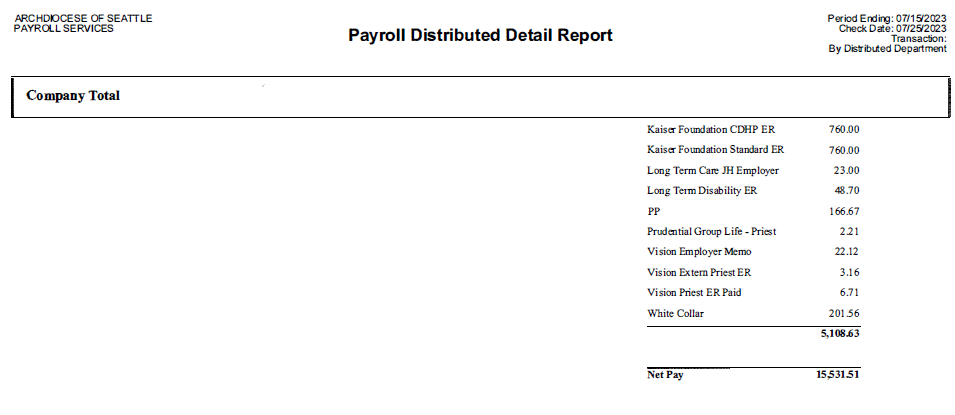 ARCHDIOCESE OF SEATTLE
PAYROLL SERVICES
Payroll Distributed Detail Report
Period Ending: 07/15/2023
Check Date: 07/25/2023
Transaction:
By Distributed Department
Company Total
Kaiser Foundation CDHP ER 760.00
Kaiser Foundation Standard ER 760.00
Long Term Care JH Employer 23.00
Long Term Disability ER 48.70
PP 166.67
Prudential Group Life - Priest 2.21
Vision Employer Memo 22.12
Vision Extern Priest ER 3.16
Vision Priest ER Paid 6.71
White Collar 201.56
5,108.63
Net Pay 15,531.51